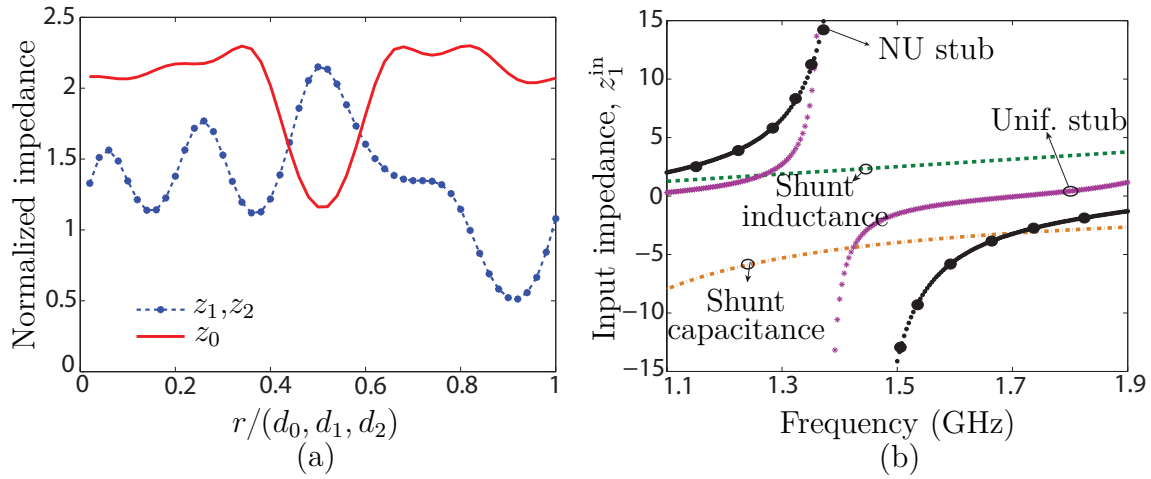 2.5
2
1.5
1
0.5
0
Normalized impedance
z₁,z₂
z₀
0
0.2
0.4
0.6
0.8
1
r/(d₀, d₁, d₂)
(a)
15
10
5
0
−5
−10
−15
Input impedance, z₁ⁱⁿ
NU stub
Unif. stub
Shunt
inductance
Shunt
capacitance
1.1
1.3
1.5
1.7
1.9
Frequency (GHz)
(b)